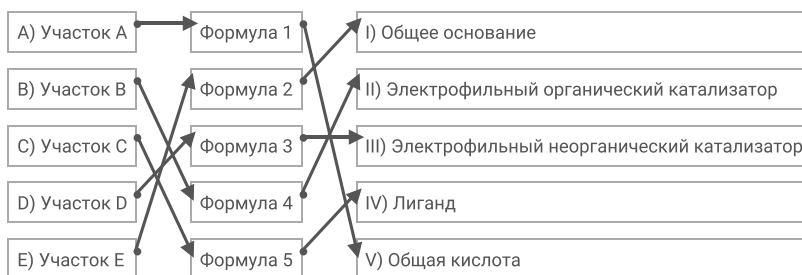 A) Участок A Формула 1 I) Общее основание
B) Участок B Формула 2 II) Электрофильный органический катализатор
C) Участок C Формула 3 III) Электрофильный неорганический катализатор
D) Участок D Формула 4 IV) Лиганд
E) Участок E Формула 5 V) Общая кислота